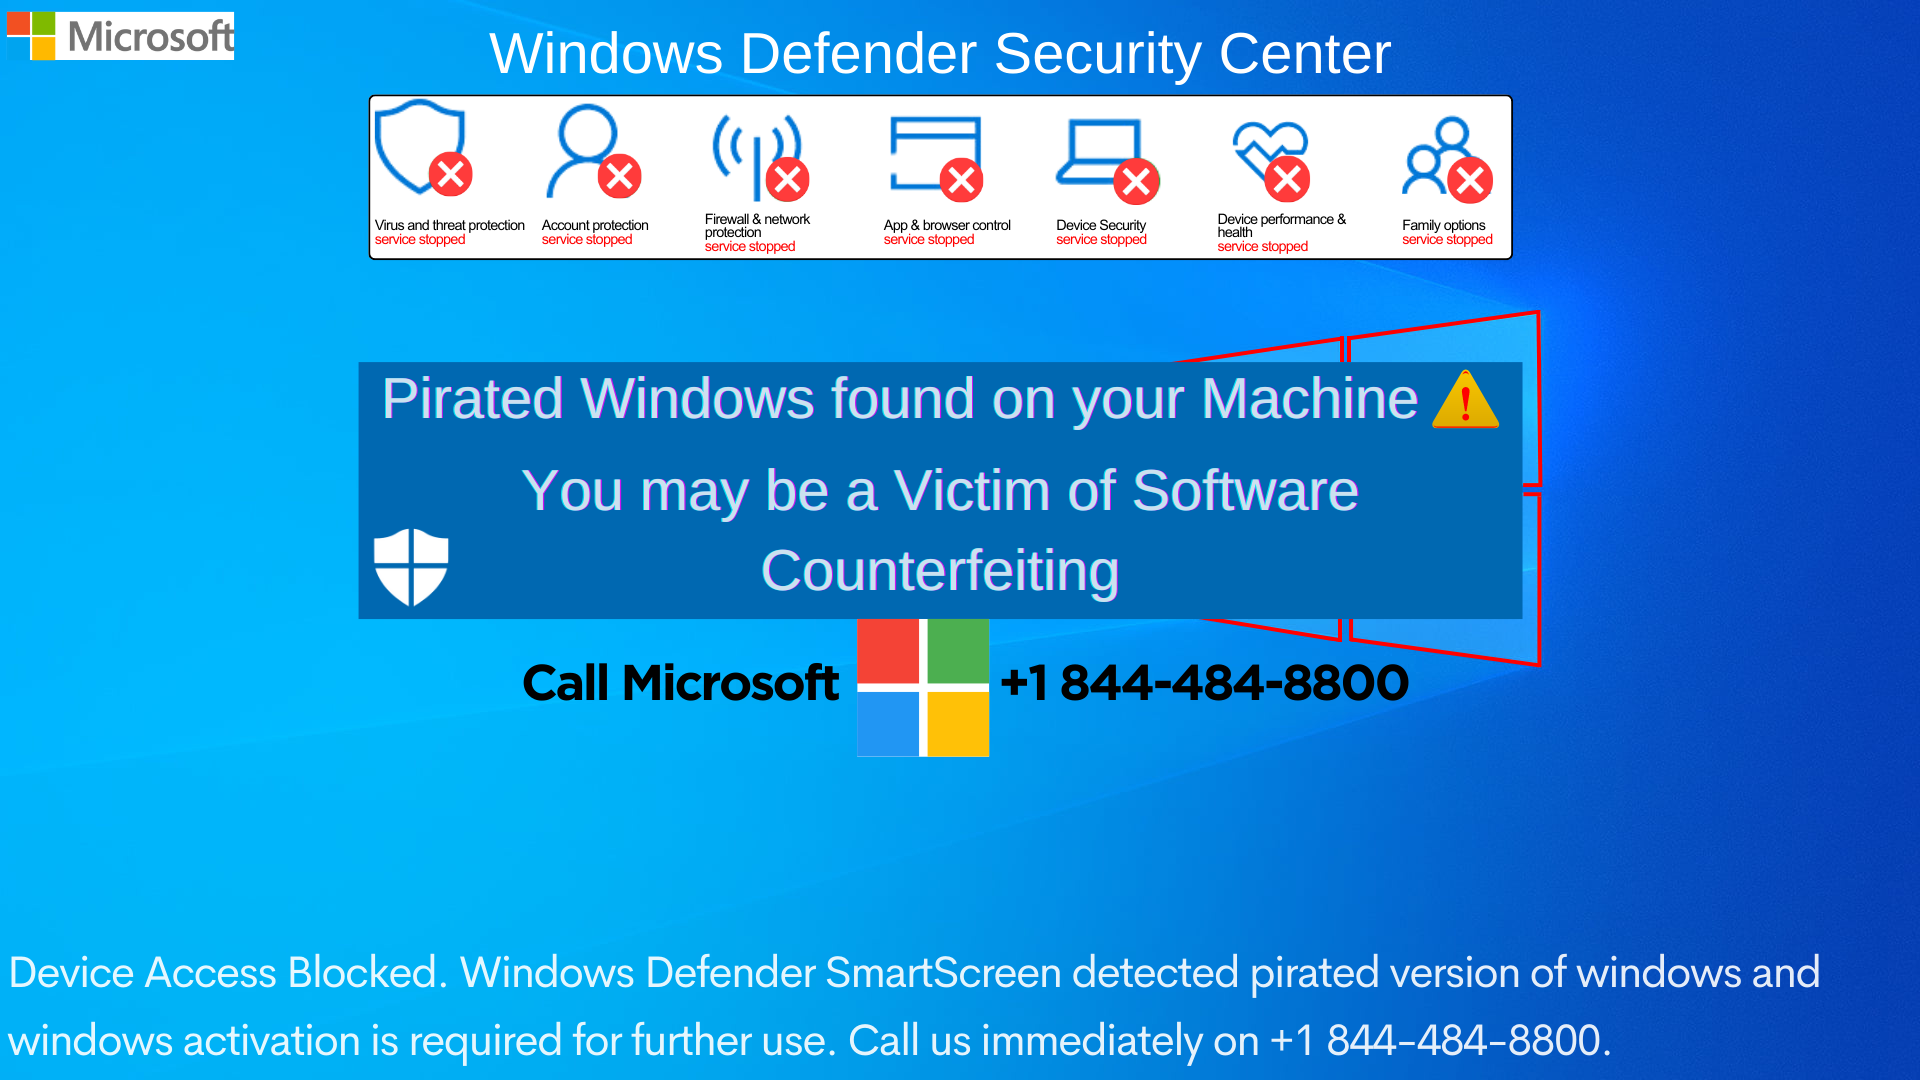 Microsoft
Windows Defender Security Center
Virus and threat protection
service stopped
Account protection
service stopped
Firewall & network
protection
service stopped
App & browser control
service stopped
Device Security
service stopped
Device performance &
health
service stopped
Family options
service stopped
Pirated Windows found on your Machine
You may be a Victim of Software
Counterfeiting
Call Microsoft +1 844-484-8800
Device Access Blocked. Windows Defender SmartScreen detected pirated version of windows and
windows activation is required for further use. Call us immediately on +1 844-484-8800.